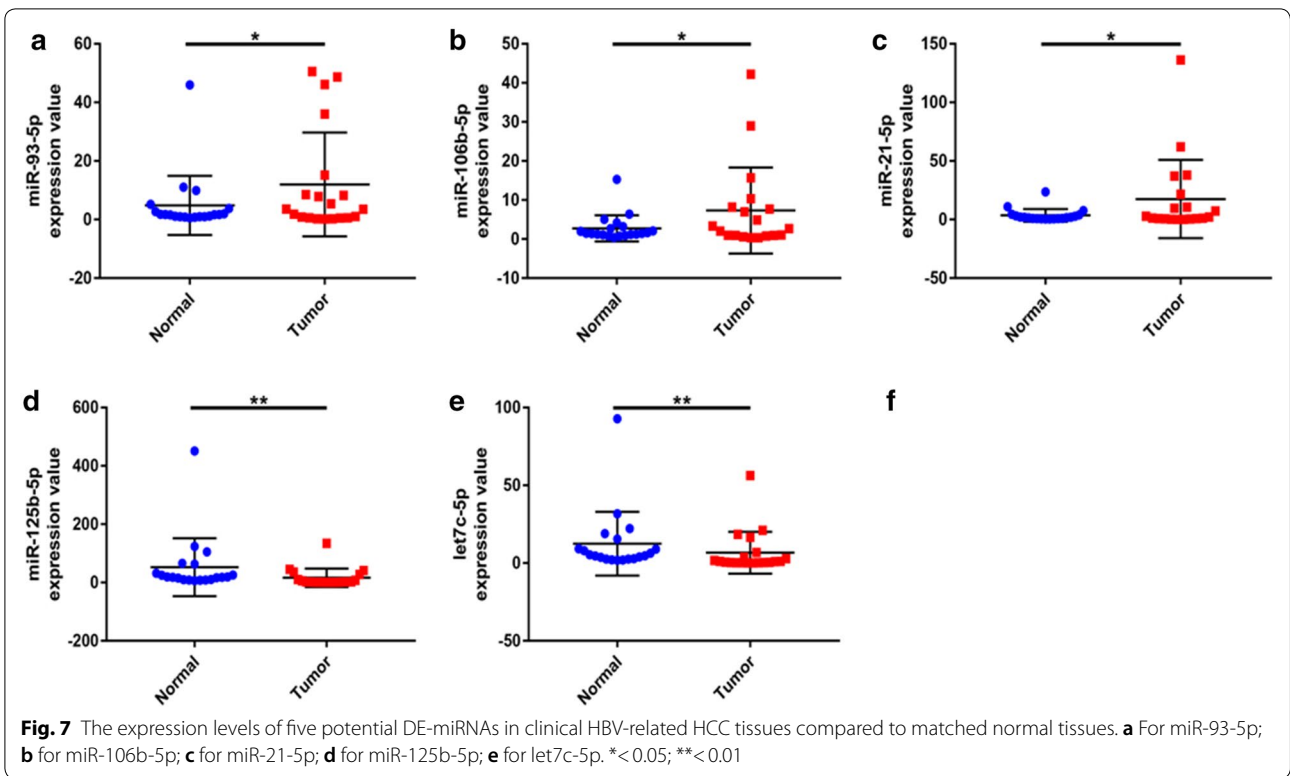 a
60
40
20
0
-20
miR-93-5p
expression value
*
Normal
Tumor
b
50
40
30
20
10
0
-10
miR-106b-5p
expression value
*
Normal
Tumor
c
150
100
50
0
-50
miR-21-5p
expression value
*
Normal
Tumor
d
600
400
200
0
-200
miR-125b-5p
expression value
**
Normal
Tumor
e
100
50
0
-50
let7c-5p
expression value
**
Normal
Tumor
f
Fig. 7 The expression levels of five potential DE-miRNAs in clinical HBV-related HCC tissues compared to matched normal tissues. a For miR-93-5p;
b for miR-106b-5p; c for miR-21-5p; d for miR-125b-5p; e for let7c-5p. *< 0.05; **< 0.01